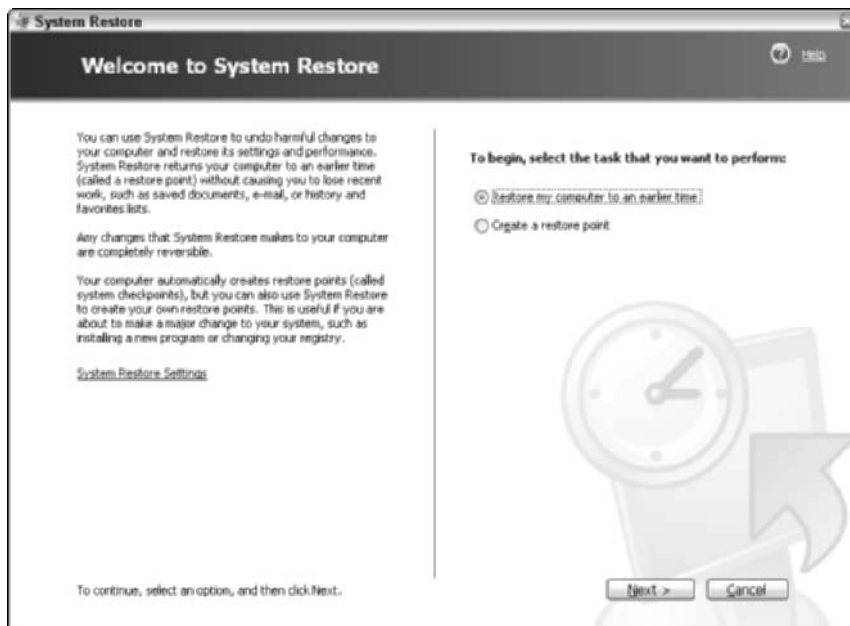 System Restore
Welcome to System Restore
Help
You can use System Restore to undo harmful changes to
your computer and restore its settings and performance.
System Restore returns your computer to an earlier time
(called a restore point) without causing you to lose recent
work, such as saved documents, e-mail, or history and
favorites lists.
Any changes that System Restore makes to your computer
are completely reversible.
Your computer automatically creates restore points (called
system checkpoints), but you can also use System Restore
to create your own restore points. This is useful if you are
about to make a major change to your system, such as
installing a new program or changing your registry.
System Restore Settings
To begin, select the task that you want to perform:
Restore my computer to an earlier time
Create a restore point
To continue, select an option, and then click Next.
Next >
Cancel